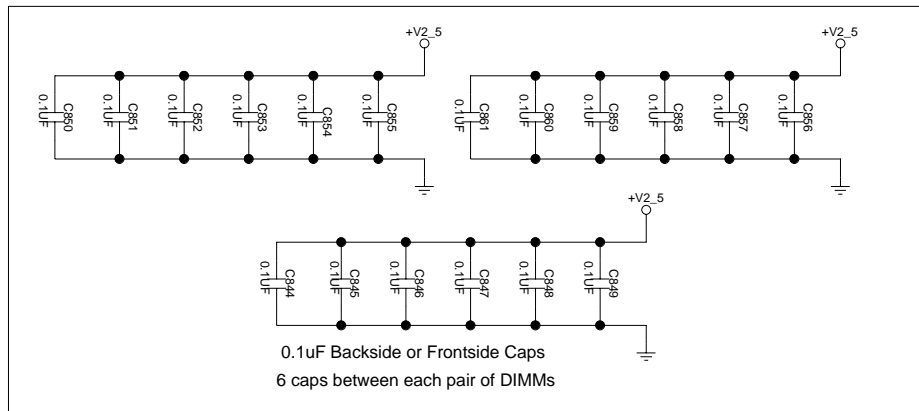 +V2_5
C850
0.1UF
C851
0.1UF
C852
0.1UF
C853
0.1UF
C854
0.1UF
C855
0.1UF
+V2_5
C861
0.1UF
C860
0.1UF
C859
0.1UF
C858
0.1UF
C857
0.1UF
C856
0.1UF
+V2_5
C844
0.1UF
C845
0.1UF
C846
0.1UF
C847
0.1UF
C848
0.1UF
C849
0.1UF
0.1uF Backside or Frontside Caps
6 caps between each pair of DIMMs